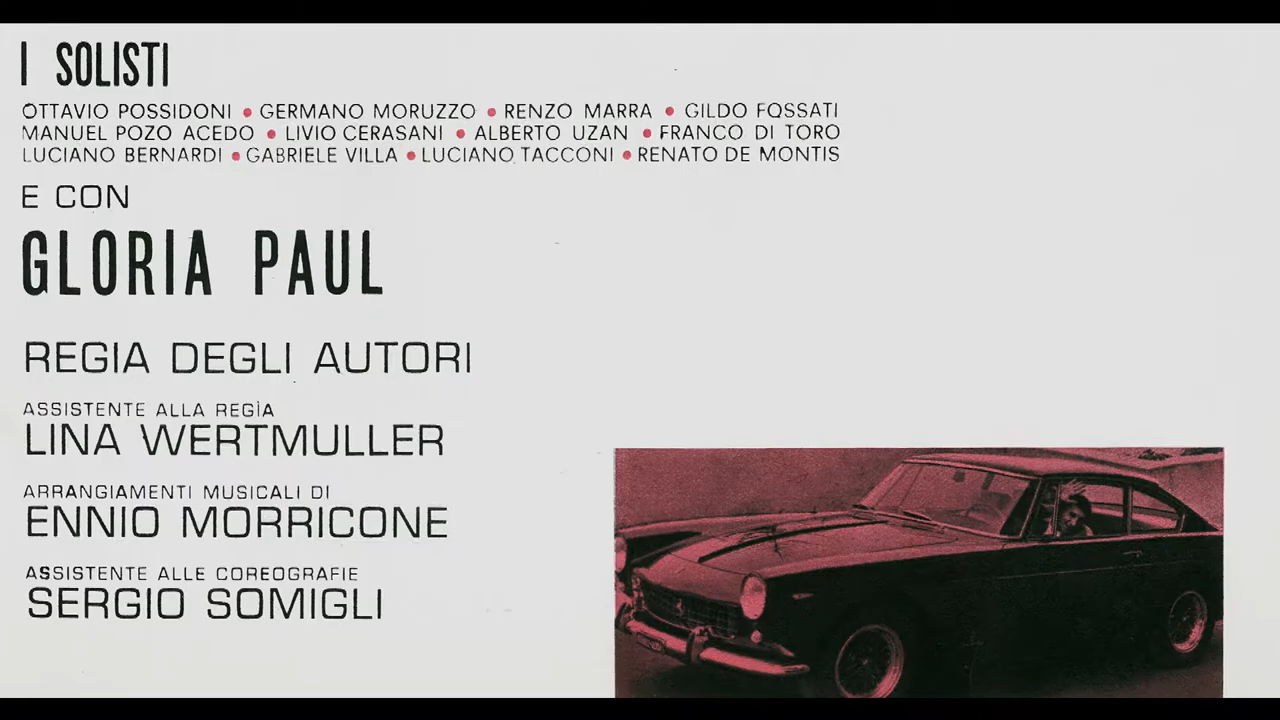 I SOLISTI
OTTAVIO POSSIDONI • GERMANO MORUZZO • RENZO MARRA • GILDO FOSSATI
MANUEL POZO ACEDO • LIVIO CERASANI • ALBERTO UZAN • FRANCO DI TORO
LUCIANO BERNARDI • GABRIELE VILLA • LUCIANO TACCONI • RENATO DE MONTIS
E CON
GLORIA PAUL
REGIA DEGLI AUTORI
ASSISTENTE ALLA REGÌA
LINA WERTMULLER
ARRANGIAMENTI MUSICALI DI
ENNIO MORRICONE
ASSISTENTE ALLE COREOGRAFIE
SERGIO SOMIGLI